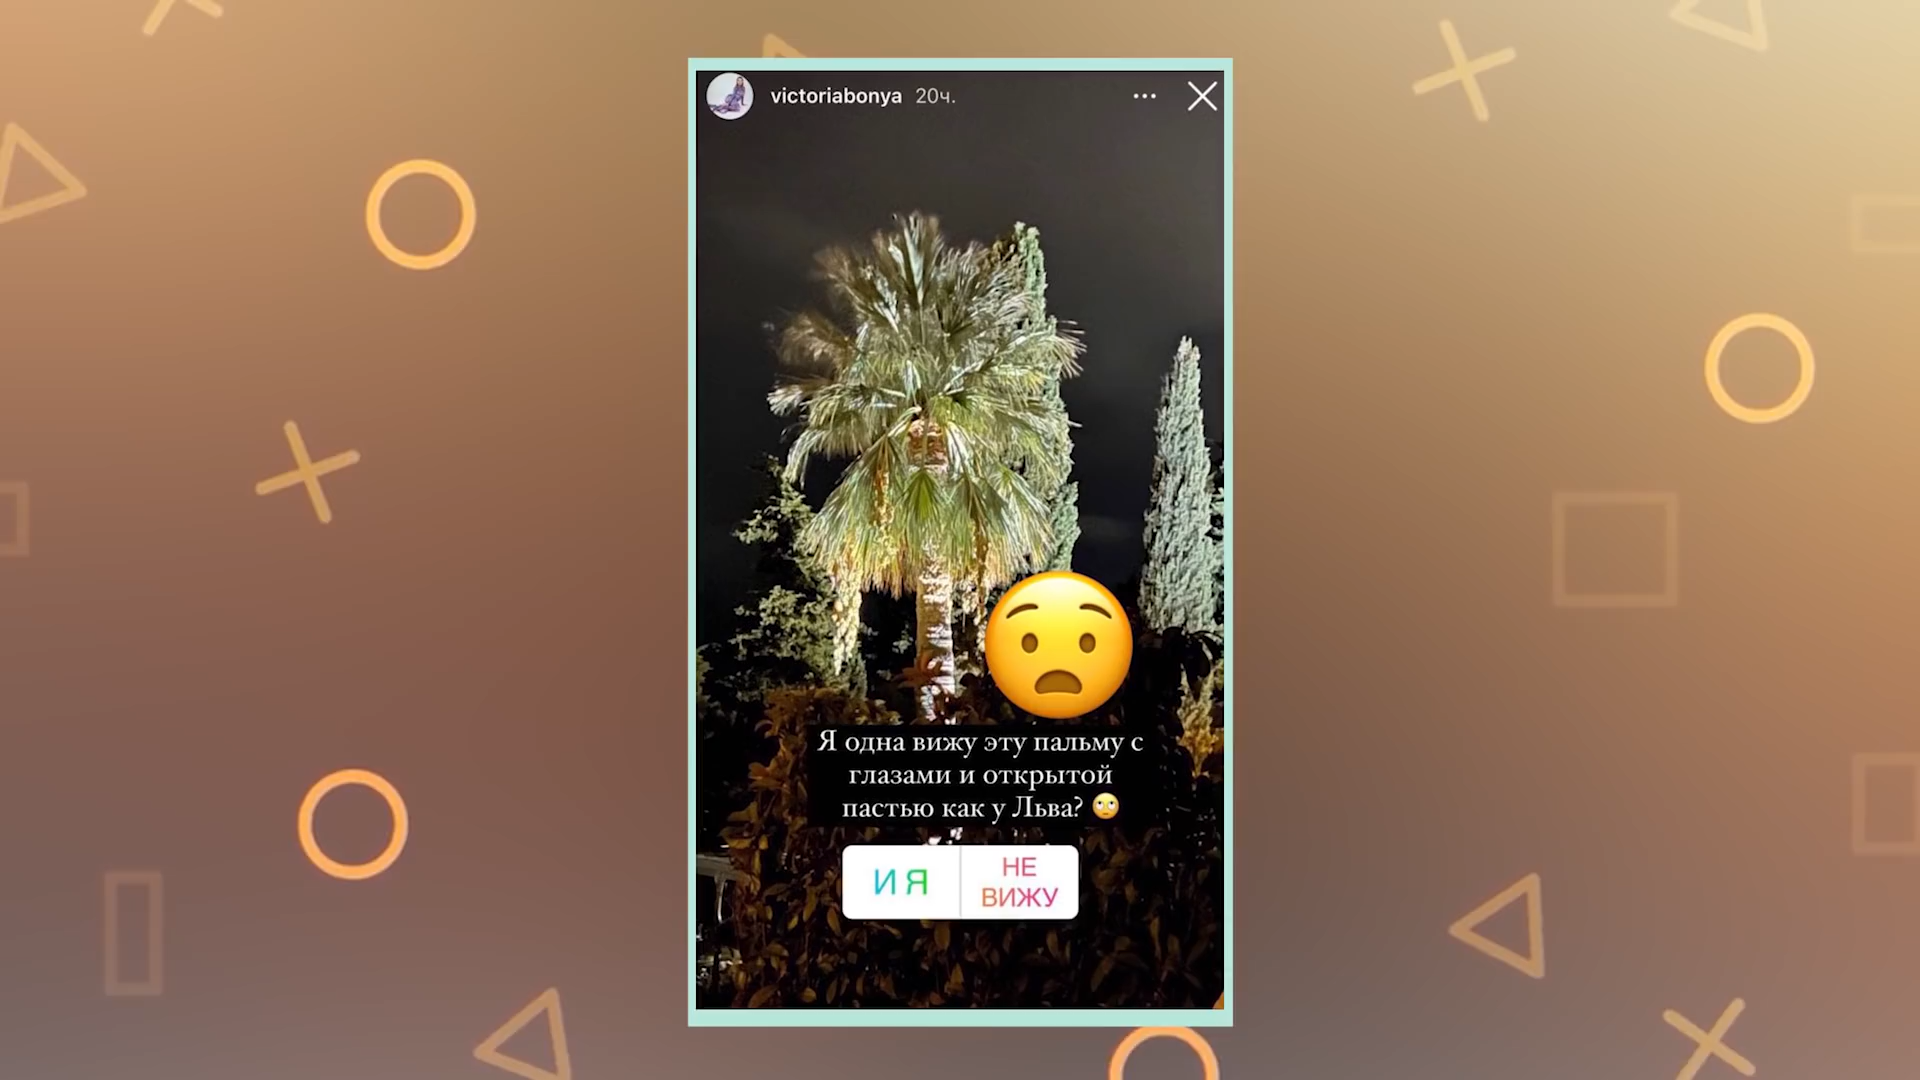 victoriabonya 20ч.
Я одна вижу эту пальму с
глазами и открытой
пастью как у Льва? 🙄
И Я
НЕ
ВИЖУ